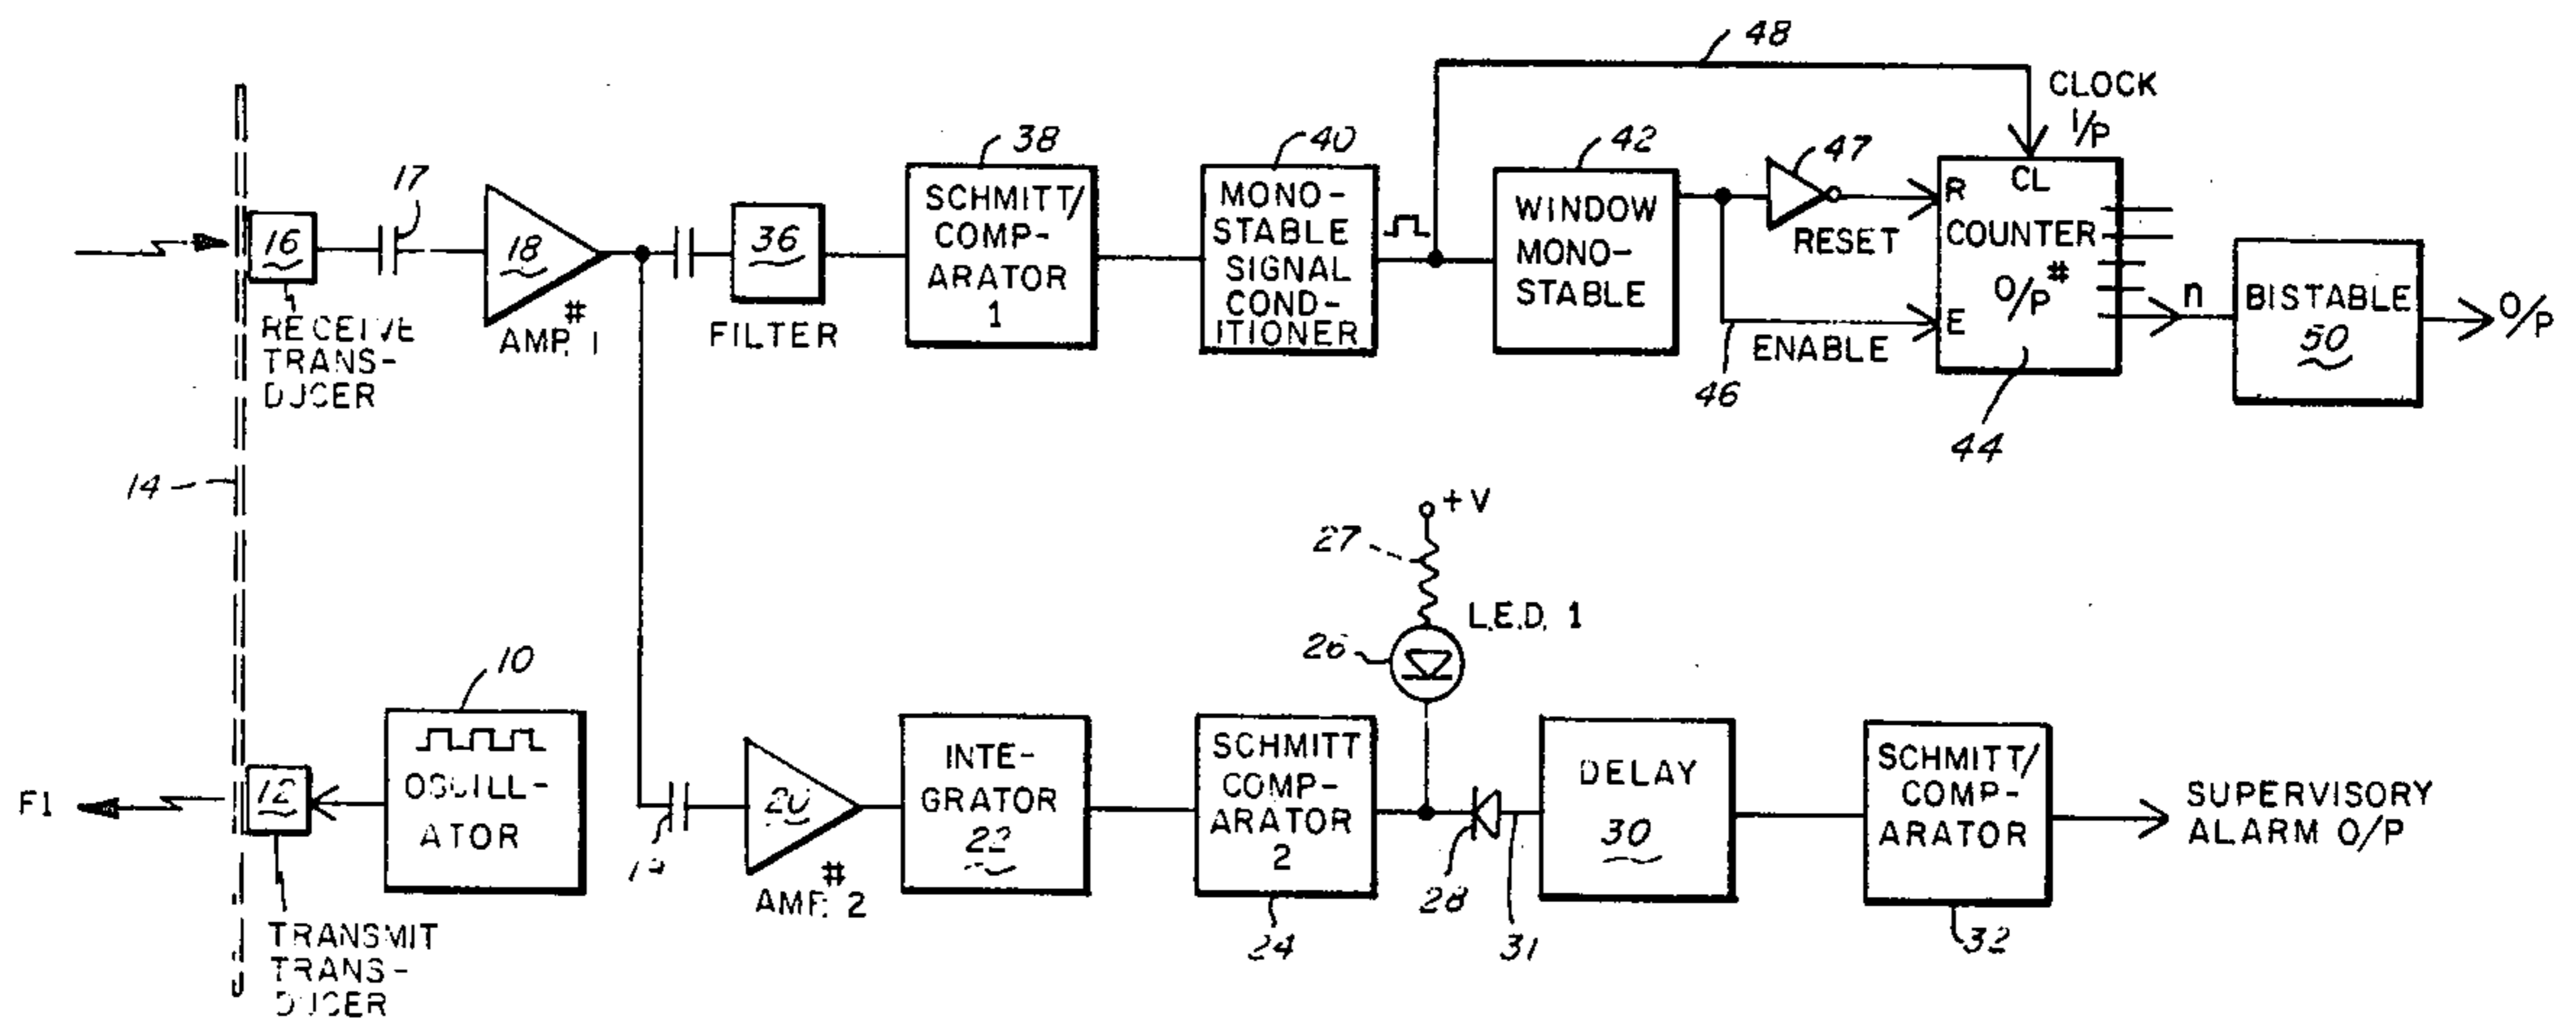 48
CLOCK
I/P
17
38
40
42
47
16
18
36
SCHMITT/
COMP-
ARATOR
1
MONO-
STABLE
SIGNAL
COND-
ITIONER
WINDOW
MONO-
STABLE
R
CL
COUNTER
O/P #
E
RESET
ENABLE
46
44
n
BISTABLE
50
O/P
RECEIVE
TRANS-
DUCER
AMP. #1
FILTER
14
+V
27
L.E.D. 1
26
10
OSCILL-
ATOR
F1
12
TRANSMIT
TRANS-
DUCER
20
AMP. #2
INTE-
GRATOR
22
SCHMITT
COMP-
ARATOR
2
24
28
31
DELAY
30
SCHMITT/
COMP-
ARATOR
32
SUPERVISORY
ALARM O/P